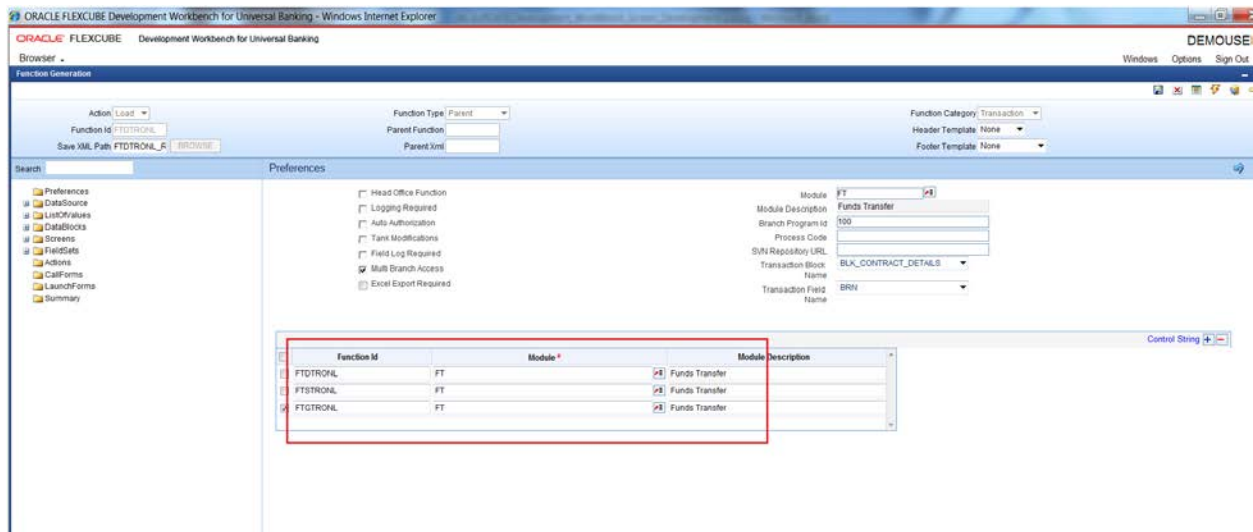 ORACLE FLEXCUBE Development Workbench for Universal Banking - Windows Internet Explorer
ORACLE FLEXCUBE Development Workbench for Universal Banking DEMOUSE
Browser Windows Options Sign Out
Function Generation
Action Load Function Type Parent Function Category Transaction
Function Id FTDTRONL Parent Function Header Template None
Save XML Path FTDTRONL_R BROWSE Parent Xml Footer Template None
Search Preferences
Preferences
DataSource
ListOfValues
DataBlocks
Screens
FieldSets
Actions
CallForms
LaunchForms
Summary
Head Office Function
Logging Required
Auto Authorization
Tank Modifications
Field Log Required
Multi Branch Access
Excel Export Required
Module FT
Module Description Funds Transfer
Branch Program Id 100
Process Code
SVN Repository URL
Transaction Block Name BLK_CONTRACT_DETAILS
Transaction Field Name BRN
Control String + -
Function Id Module * Module Description
FTDTRONL FT Funds Transfer
FTSTRONL FT Funds Transfer
FTGTRONL FT Funds Transfer